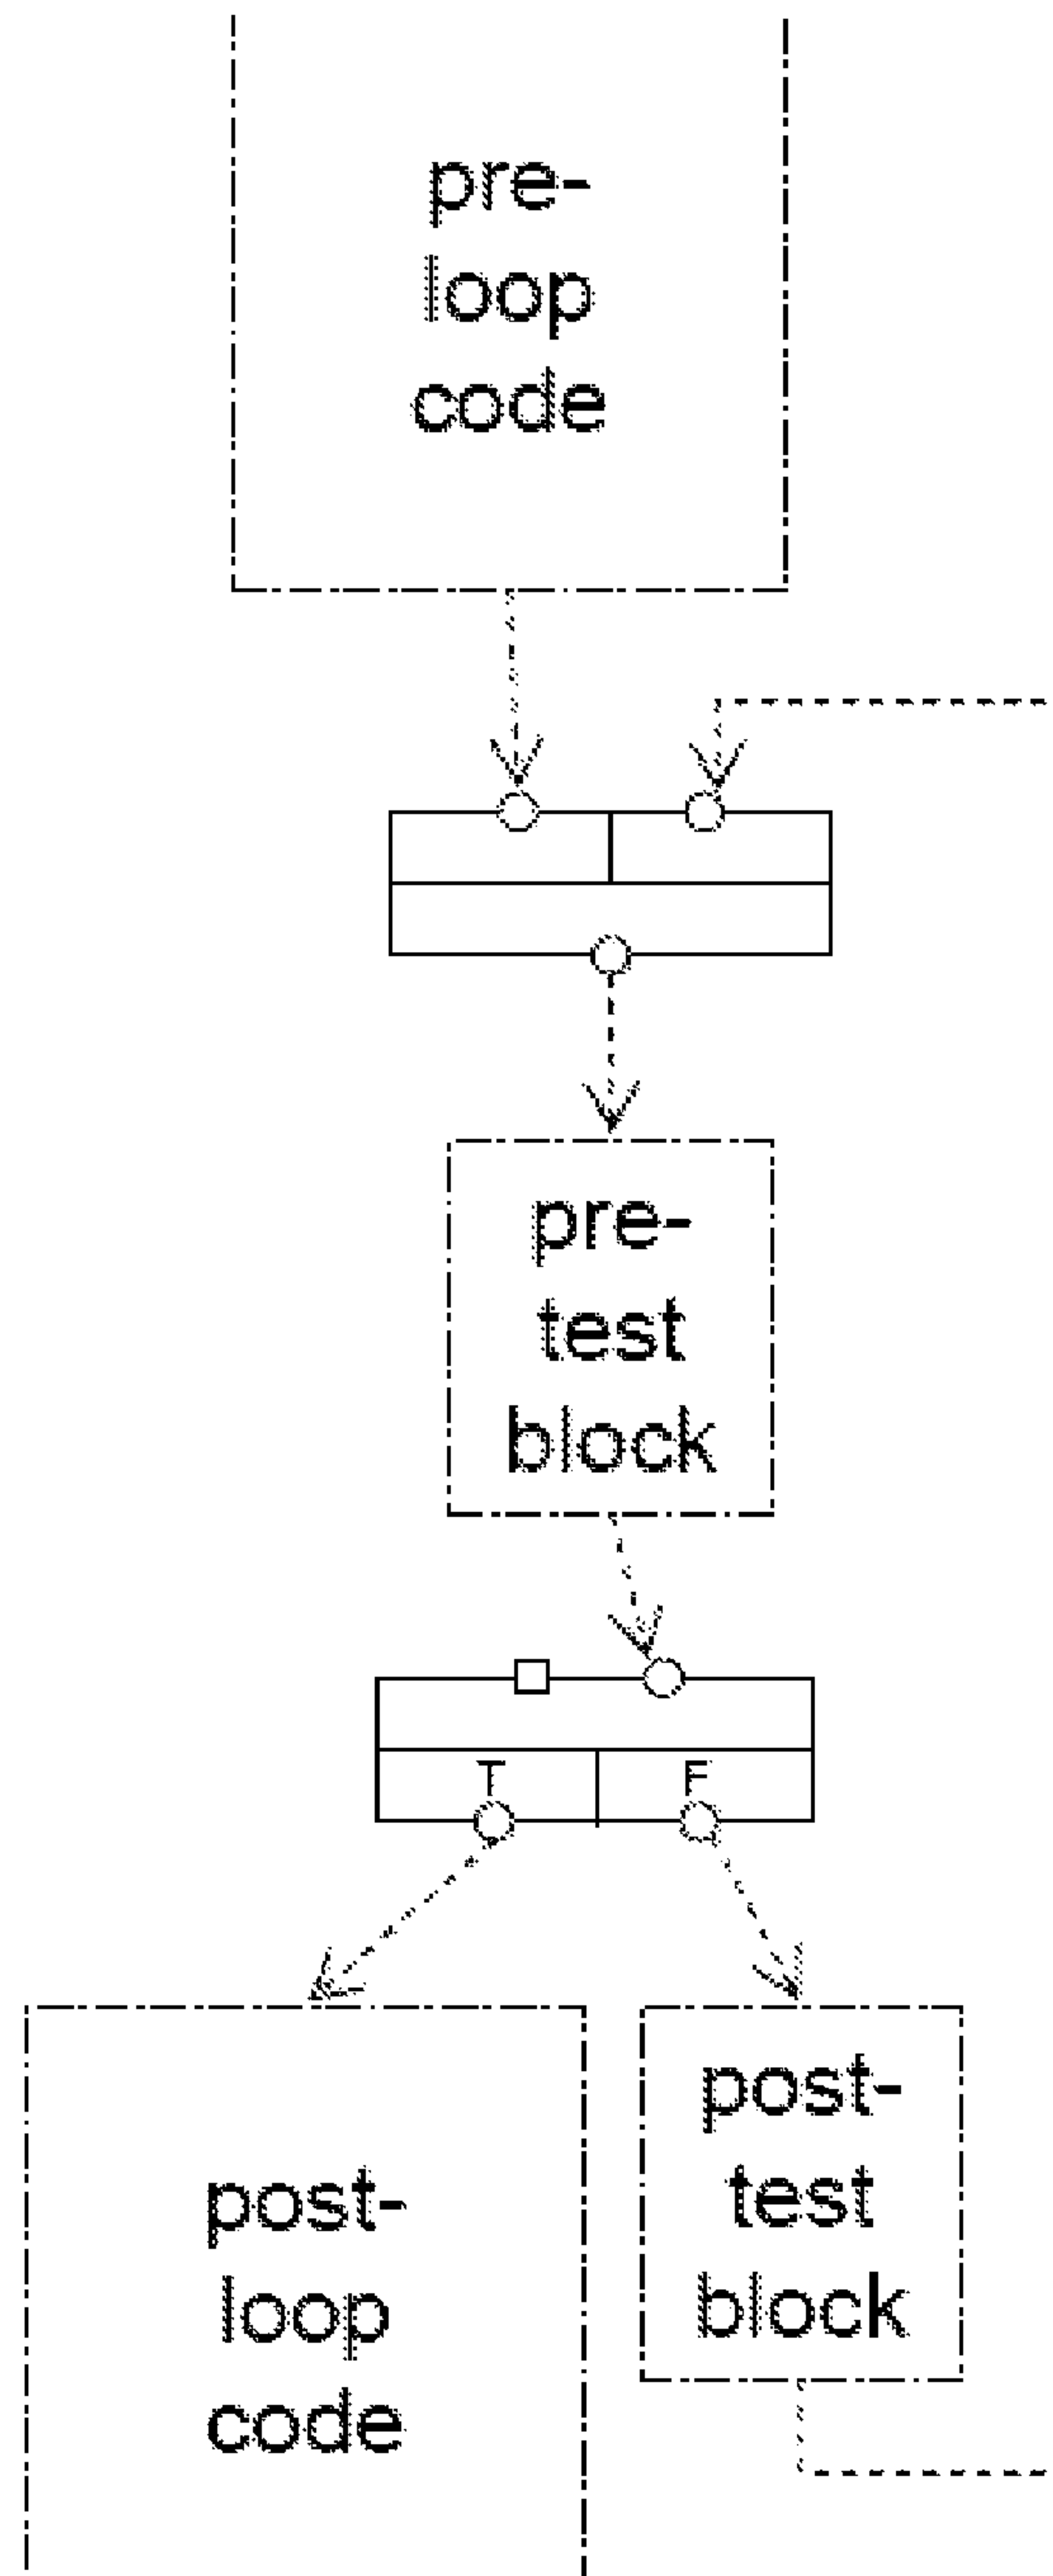 pre-
loop
code
pre-
test
block
T F
post-
test
block
post-
loop
code